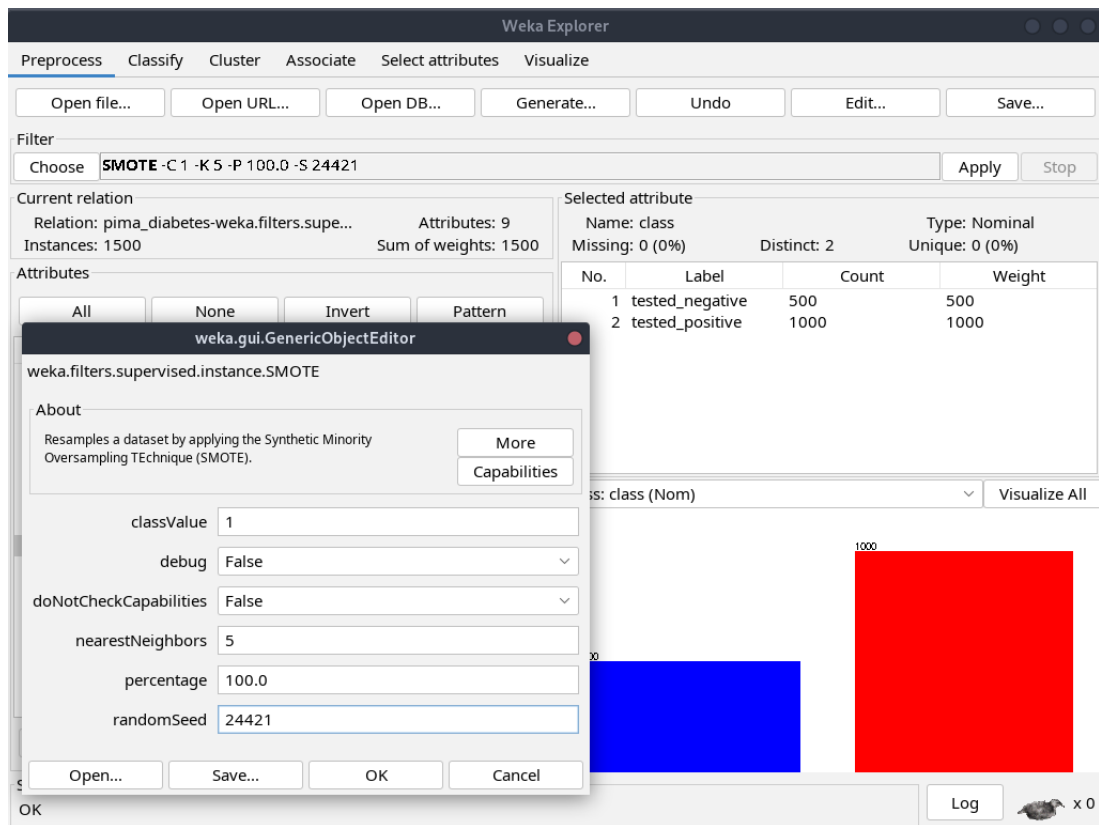 Weka Explorer
Preprocess Classify Cluster Associate Select attributes Visualize
Open file... Open URL... Open DB... Generate... Undo Edit... Save...
Filter
Choose SMOTE -C 1 -K 5 -P 100.0 -S 24421 Apply Stop
Current relation
Relation: pima_diabetes-weka.filters.supe... Attributes: 9
Instances: 1500 Sum of weights: 1500
Selected attribute
Name: class Type: Nominal
Missing: 0 (0%) Distinct: 2 Unique: 0 (0%)
Attributes
All None Invert Pattern
No. Label Count Weight
1 tested_negative 500 500
2 tested_positive 1000 1000
weka.gui.GenericObjectEditor
weka.filters.supervised.instance.SMOTE
About
Resamples a dataset by applying the Synthetic Minority
Oversampling TEchnique (SMOTE).
More
Capabilities
classValue 1
debug False
doNotCheckCapabilities False
nearestNeighbors 5
percentage 100.0
randomSeed 24421
Open... Save... OK Cancel
ss: class (Nom) Visualize All
1000
OK
Log x 0